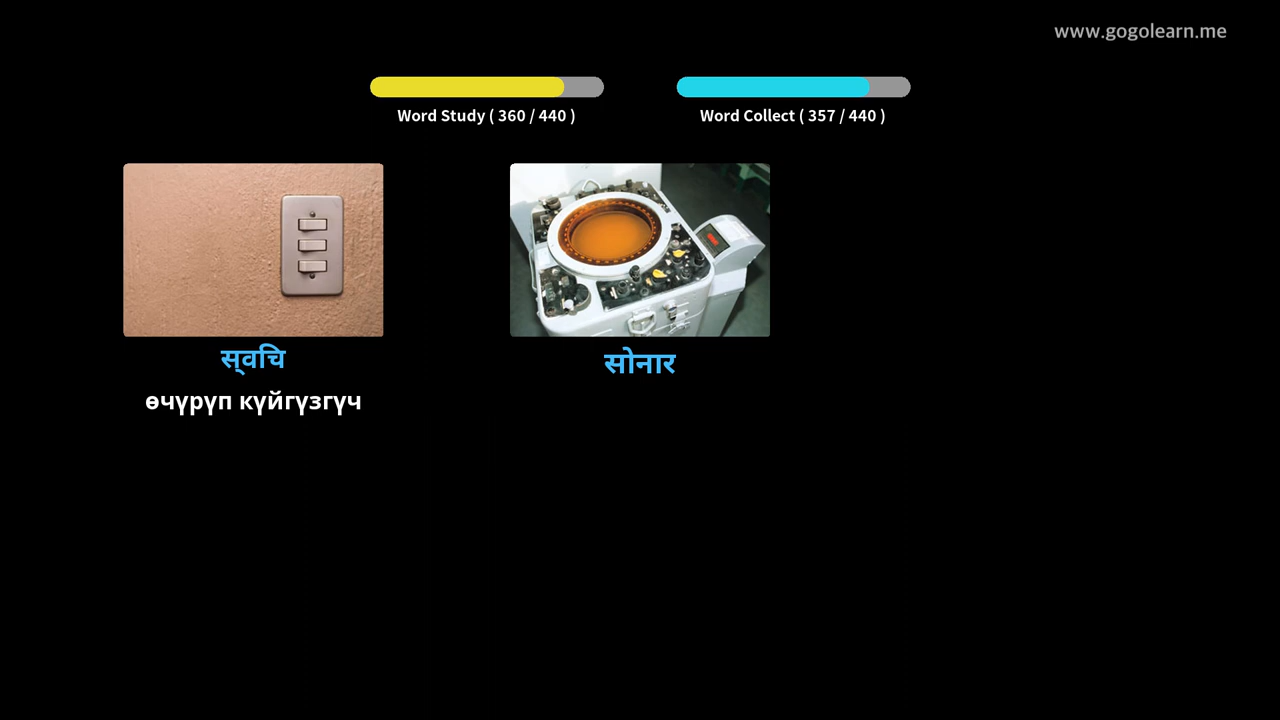 www.gogolearn.me
Word Study ( 360 / 440 )
Word Collect ( 357 / 440 )
स्वचि
सोनार
өчүрүп күйгүзгүч